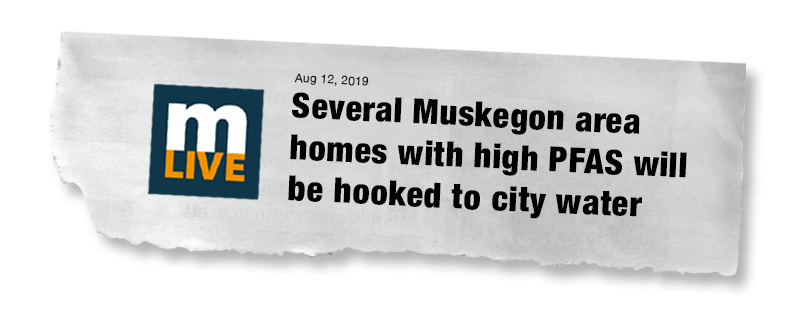 m
LIVE
Aug 12, 2019
Several Muskegon area
homes with high PFAS will
be hooked to city water